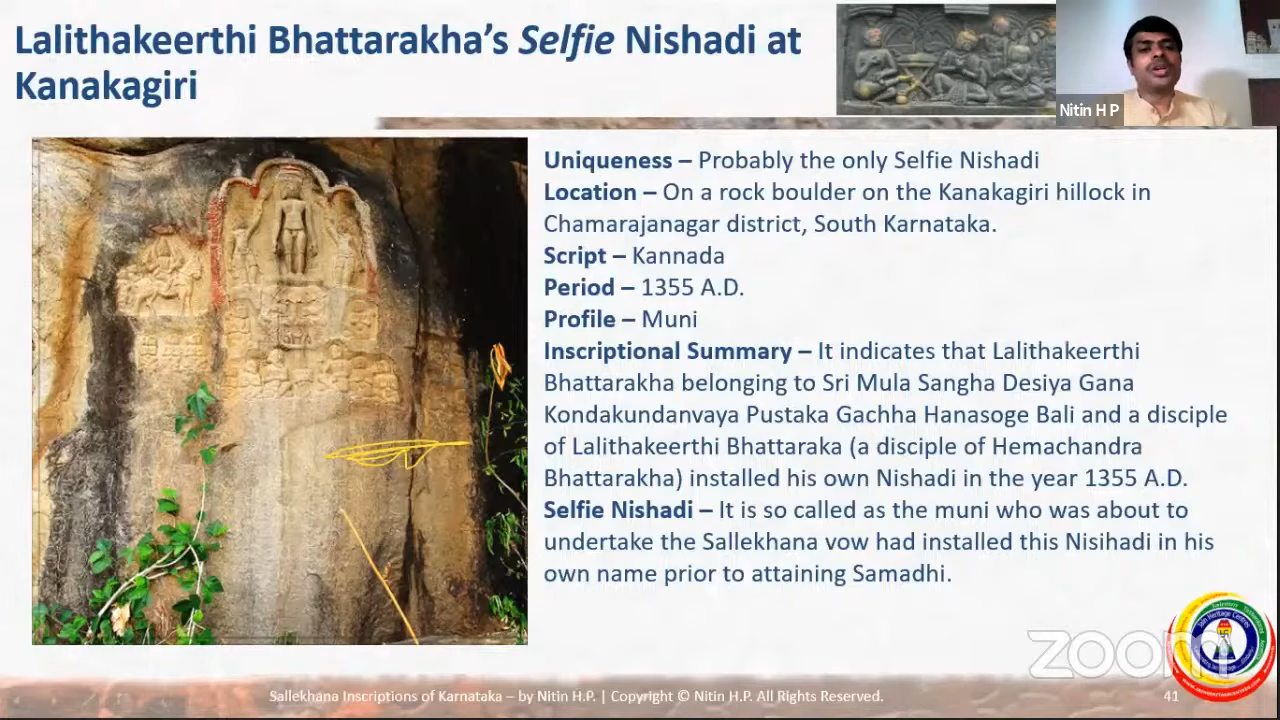 Lalithakeerthi Bhattarakha's Selfie Nishadi at
Kanakagiri
Nitin H P
Uniqueness – Probably the only Selfie Nishadi
Location – On a rock boulder on the Kanakagiri hillock in
Chamarajanagar district, South Karnataka.
Script – Kannada
Period – 1355 A.D.
Profile – Muni
Inscriptional Summary – It indicates that Lalithakeerthi
Bhattarakha belonging to Sri Mula Sangha Desiya Gana
Kondakundanvaya Pustaka Gachha Hanasoge Bali and a disciple
of Lalithakeerthi Bhattaraka (a disciple of Hemachandra
Bhattarakha) installed his own Nishadi in the year 1355 A.D.
Selfie Nishadi – It is so called as the muni who was about to
undertake the Sallekhana vow had installed this Nisihadi in his
own name prior to attaining Samadhi.
zoom
Jain Heritage Centres
Sallekhana Inscriptions of Karnataka – by Nitin H.P. | Copyright © Nitin H.P. All Rights Reserved.
41